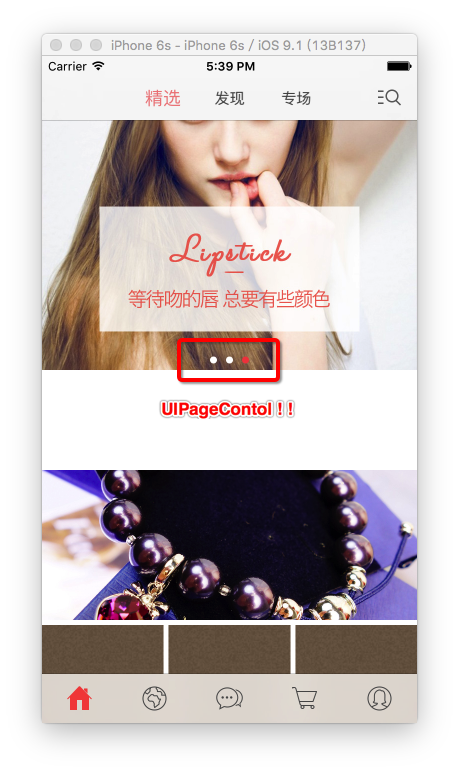 iPhone 6s - iPhone 6s / iOS 9.1 (13B137)
Carrier 5:39 PM
精选 发现 专场
Lipstick
等待吻的唇 总要有些颜色
UIPageContol ! !